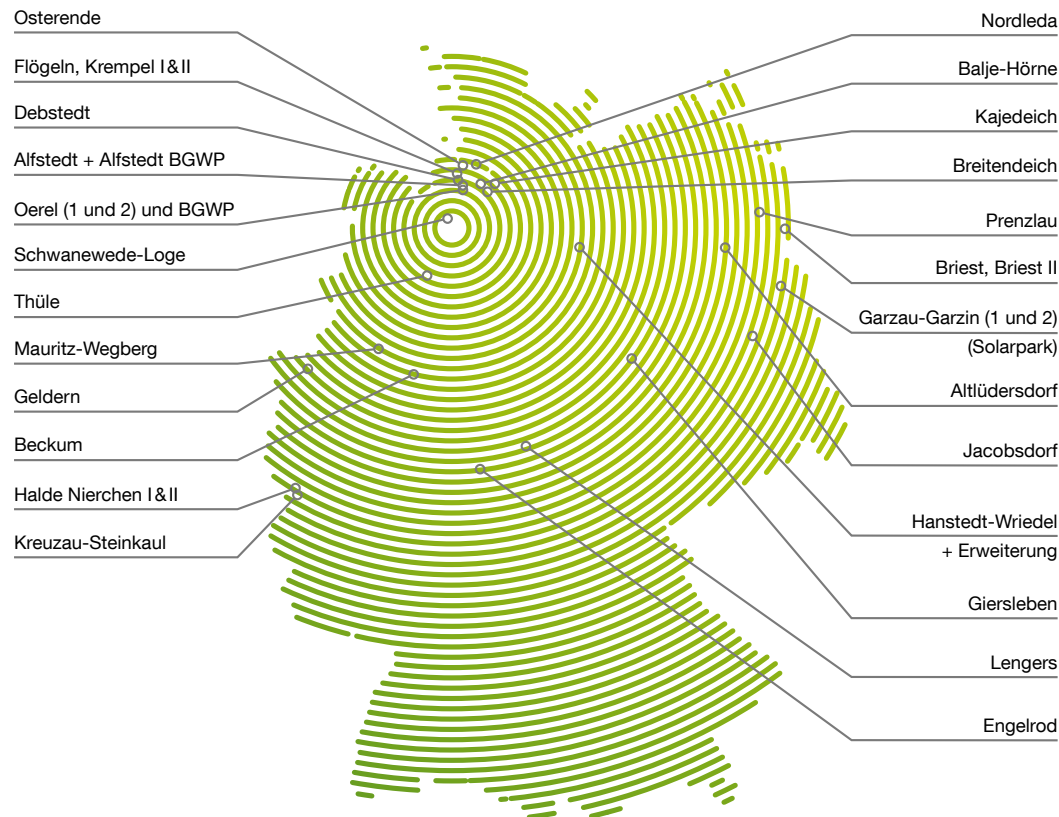 Osterende
Flögeln, Krempel I & II
Debstedt
Alfstedt + Alfstedt BGWP
Oerel (1 und 2) und BGWP
Schwanewede-Loge
Thüle
Mauritz-Wegberg
Geldern
Beckum
Halde Nierchen I & II
Kreuzau-Steinkaul
Nordleda
Balje-Hörne
Kajedeich
Breitendeich
Prenzlau
Briest, Briest II
Garzau-Garzin (1 und 2)
(Solarpark)
Altlüdersdorf
Jacobsdorf
Hanstedt-Wriedel
+ Erweiterung
Giersleben
Lengers
Engelrod